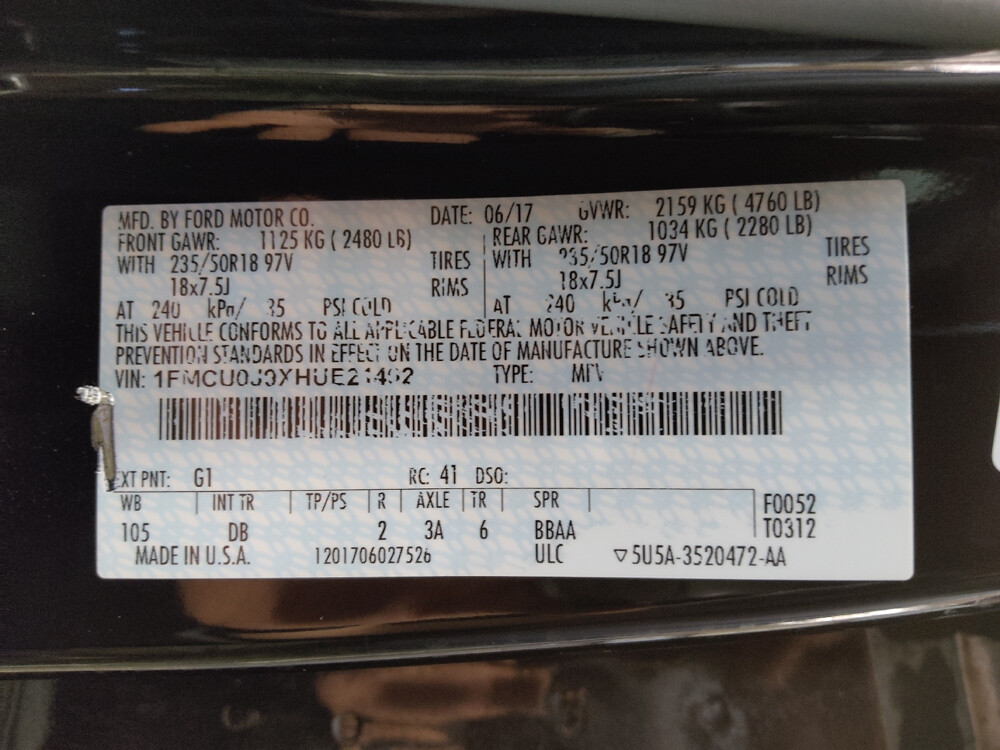 MFD. BY FORD MOTOR CO. DATE: 06/17 GVWR: 2159 KG ( 4760 LB)
FRONT GAWR: 1125 KG ( 2480 LB) REAR GAWR: 1034 KG ( 2280 LB)
WITH 235/50R18 97V TIRES WITH 235/50R18 97V TIRES
18x7.5J RIMS 18x7.5J RIMS
AT 240 kPa/ 35 PSI COLD AT 240 kPa/ 35 PSI COLD
THIS VEHICLE CONFORMS TO ALL APPLICABLE FEDERAL MOTOR VEHICLE SAFETY AND THEFT
PREVENTION STANDARDS IN EFFECT ON THE DATE OF MANUFACTURE SHOWN ABOVE.
VIN: TYPE: MPV
EXT PNT: G1 RC: 41 DSO:
WB INT TR TP/PS R AXLE TR SPR F0052
105 DB 2 3A 6 BBAA T0312
MADE IN U.S.A. 1201706027526 ULC ▽5U5A-3520472-AA